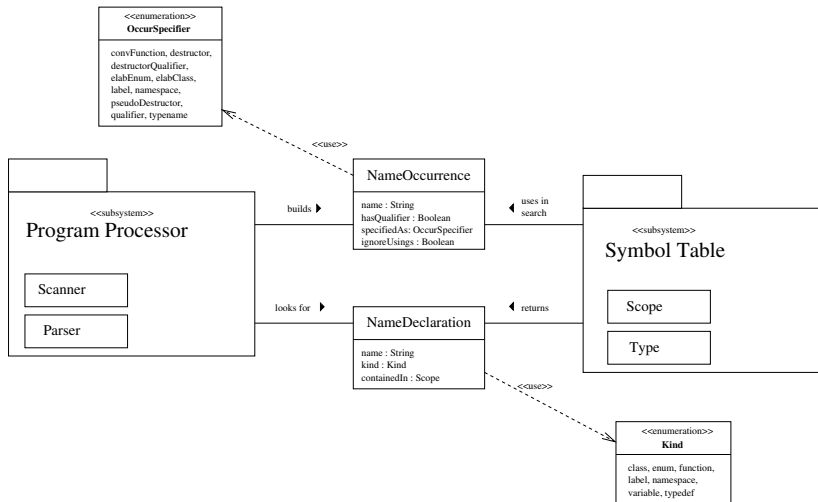 <<enumeration>>
OccurSpecifier
convFunction, destructor,
destructorQualifier,
elabEnum, elabClass,
label, namespace,
pseudoDestructor,
qualifier, typename
<<use>>
NameOccurrence
name : String
hasQualifier : Boolean
specifiedAs: OccurSpecifier
ignoreUsings : Boolean
builds
uses in
search
<<subsystem>>
Program Processor
Scanner
Parser
<<subsystem>>
Symbol Table
Scope
Type
looks for
returns
NameDeclaration
name : String
kind : Kind
containedIn : Scope
<<use>>
<<enumeration>>
Kind
class, enum, function,
label, namespace,
variable, typedef